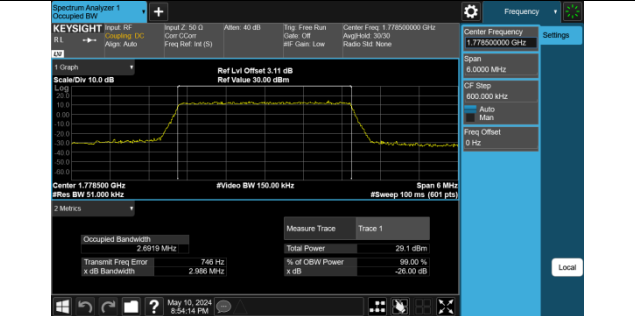 Spectrum Analyzer 1
Occupied BW
Frequency
KEYSIGHT
Input: RF
Input Z: 50 Ω
Atten: 40 dB
Trig: Free Run
Center Freq: 1.778500000 GHz
RL
Coupling: DC
Corr CCorr
Gate: Off
Avg|Hold: 30/30
Align: Auto
Freq Ref: Int (S)
#IF Gain: Low
Radio Std: None
Center Frequency
1.778500000 GHz
Settings
Span
6.0000 MHz
CF Step
600.000 kHz
Auto
Man
Freq Offset
0 Hz
Local
1 Graph
Ref Lvl Offset 3.11 dB
Scale/Div 10.0 dB
Ref Value 30.00 dBm
Log
20.0
10.0
0.00
-10.0
-20.0
-30.0
-40.0
-50.0
-60.0
Center 1.778500 GHz
#Video BW 150.00 kHz
Span 6 MHz
#Res BW 51.000 kHz
#Sweep 100 ms (601 pts)
2 Metrics
Measure Trace
Trace 1
Occupied Bandwidth
2.6919 MHz
Total Power
29.1 dBm
Transmit Freq Error
746 Hz
% of OBW Power
99.00 %
x dB Bandwidth
2.986 MHz
x dB
-26.00 dB
May 10, 2024
8:54:14 PM